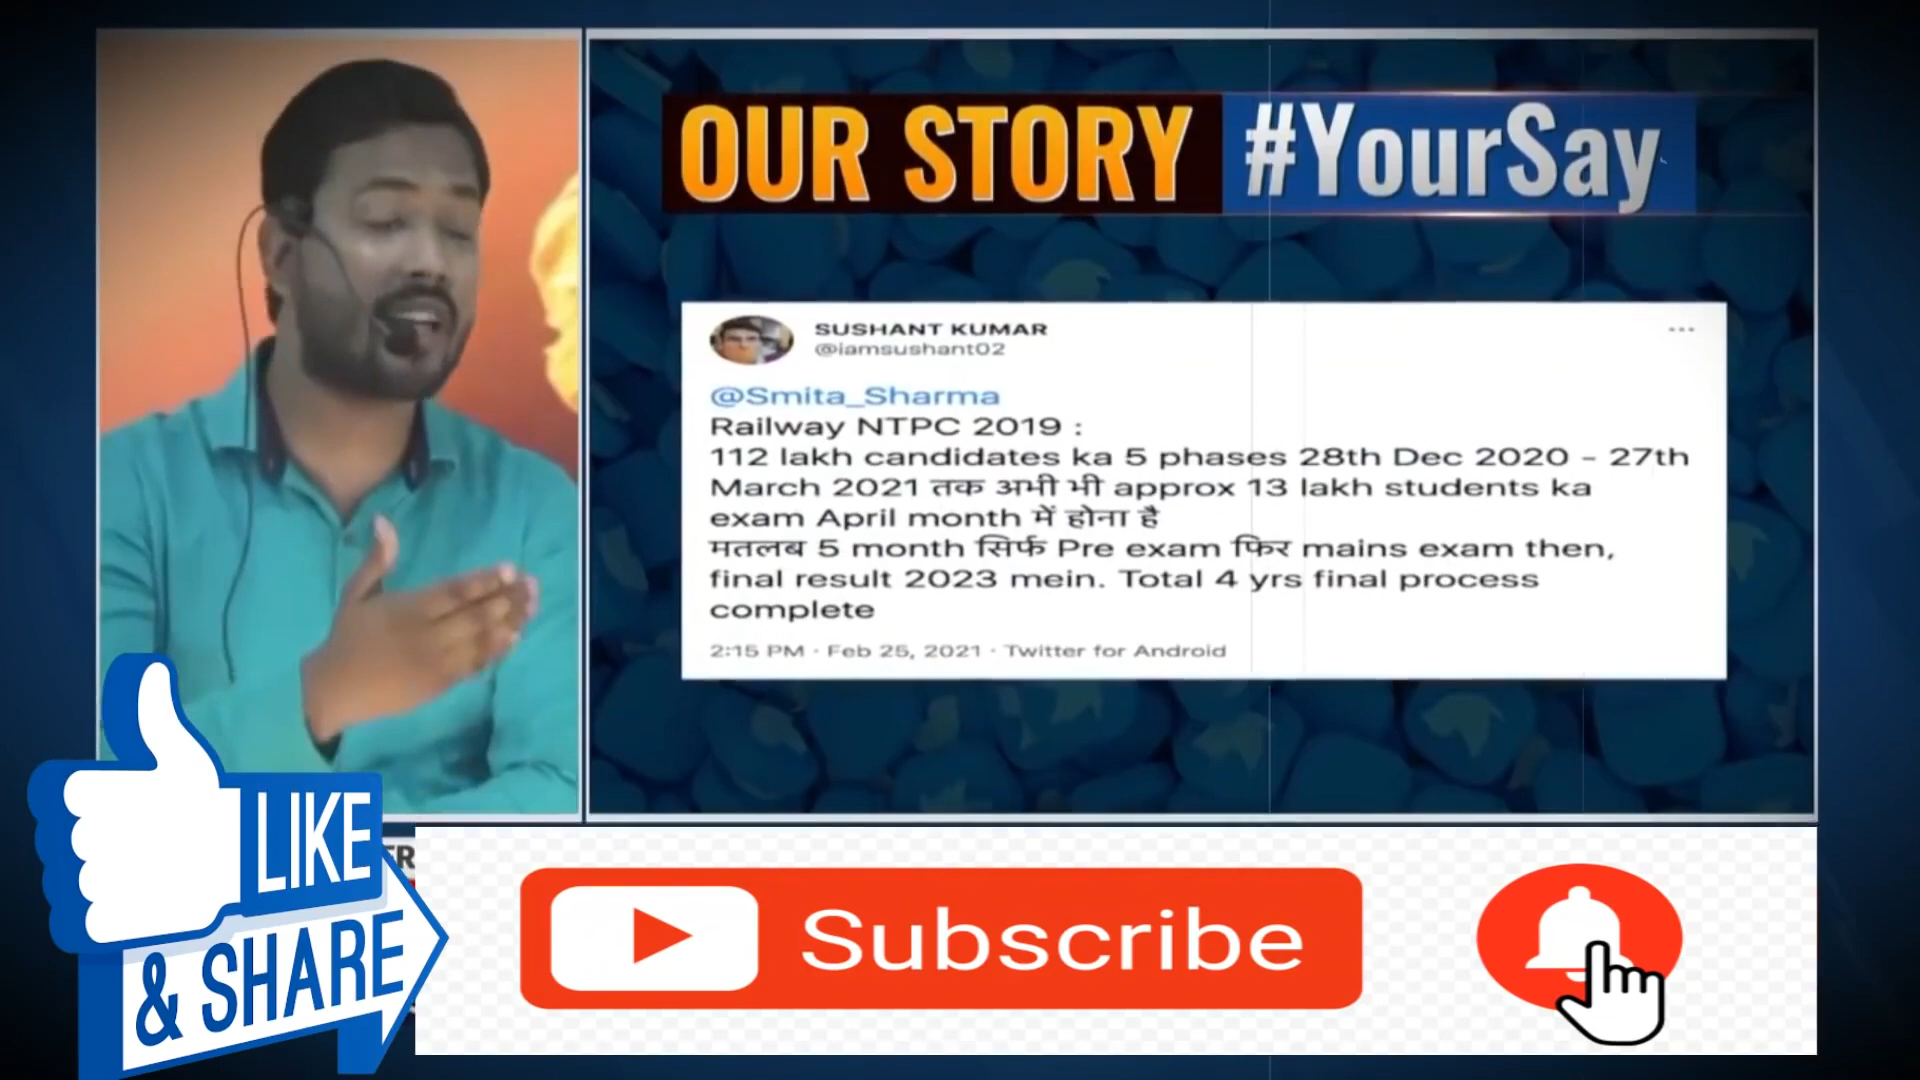 OUR STORY #YourSay
SUSHANT KUMAR
@iamsushant02
@Smita_Sharma
Railway NTPC 2019 :
112 lakh candidates ka 5 phases 28th Dec 2020 - 27th
March 2021 तक अभी भी approx 13 lakh students ka
exam April month में होना है
मतलब 5 month सिर्फ Pre exam फिर mains exam then,
final result 2023 mein. Total 4 yrs final process
complete
2:15 PM · Feb 25, 2021 · Twitter for Android
LIKE
& SHARE
Subscribe